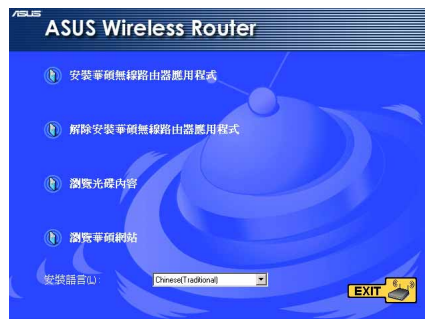 ASUS
ASUS Wireless Router
安裝華碩無線路由器應用程式
解除安裝華碩無線路由器應用程式
瀏覽光碟內容
瀏覽華碩網站
安裝語言(L): Chinese(Traditional)
EXIT